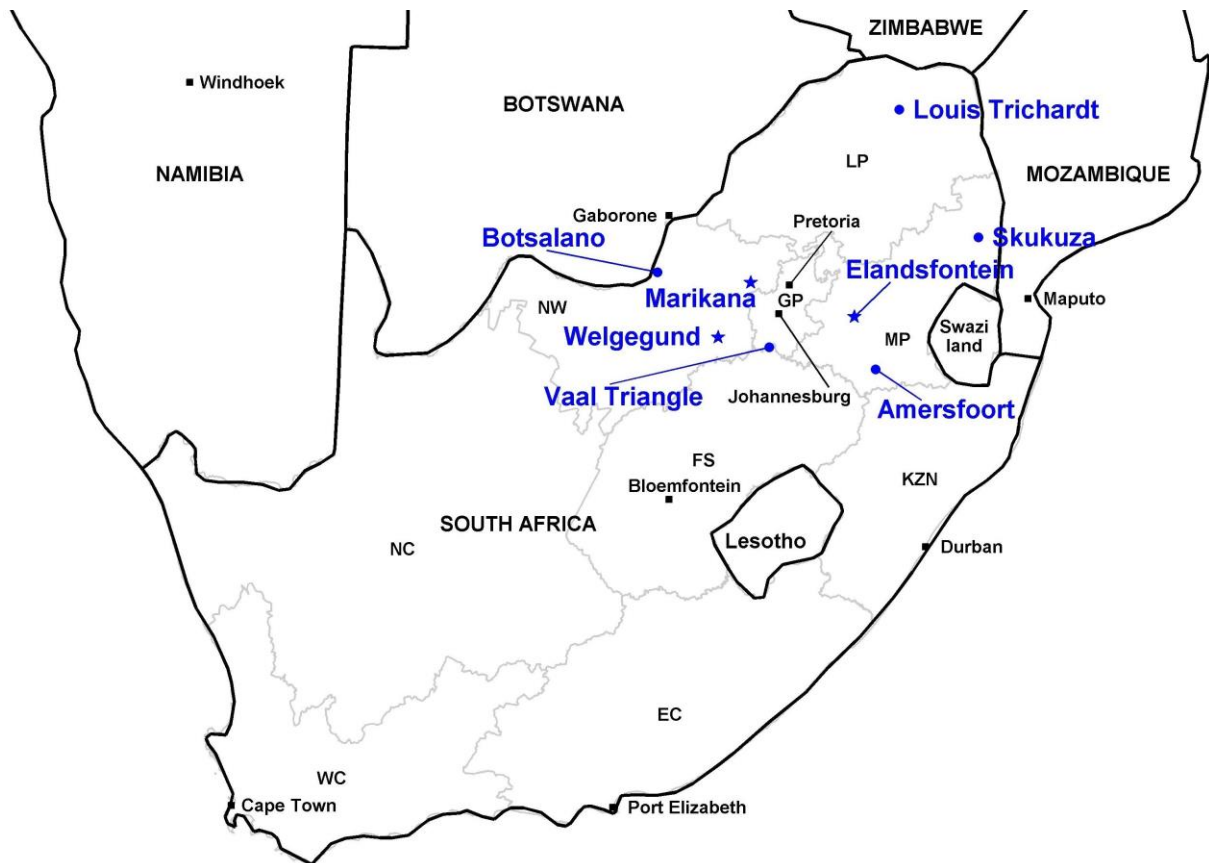 ZIMBABWE
Windhoek
BOTSWANA
Louis Trichardt
NAMIBIA
LP
MOZAMBIQUE
Gaborone
Pretoria
Botsalano
Skukuza
Elandsfontein
Marikana
GP
Maputo
NW
Welgegund
MP
Swazi
land
Vaal Triangle
Johannesburg
Amersfoort
FS
Bloemfontein
KZN
SOUTH AFRICA
NC
Lesotho
Durban
EC
WC
Cape Town
Port Elizabeth